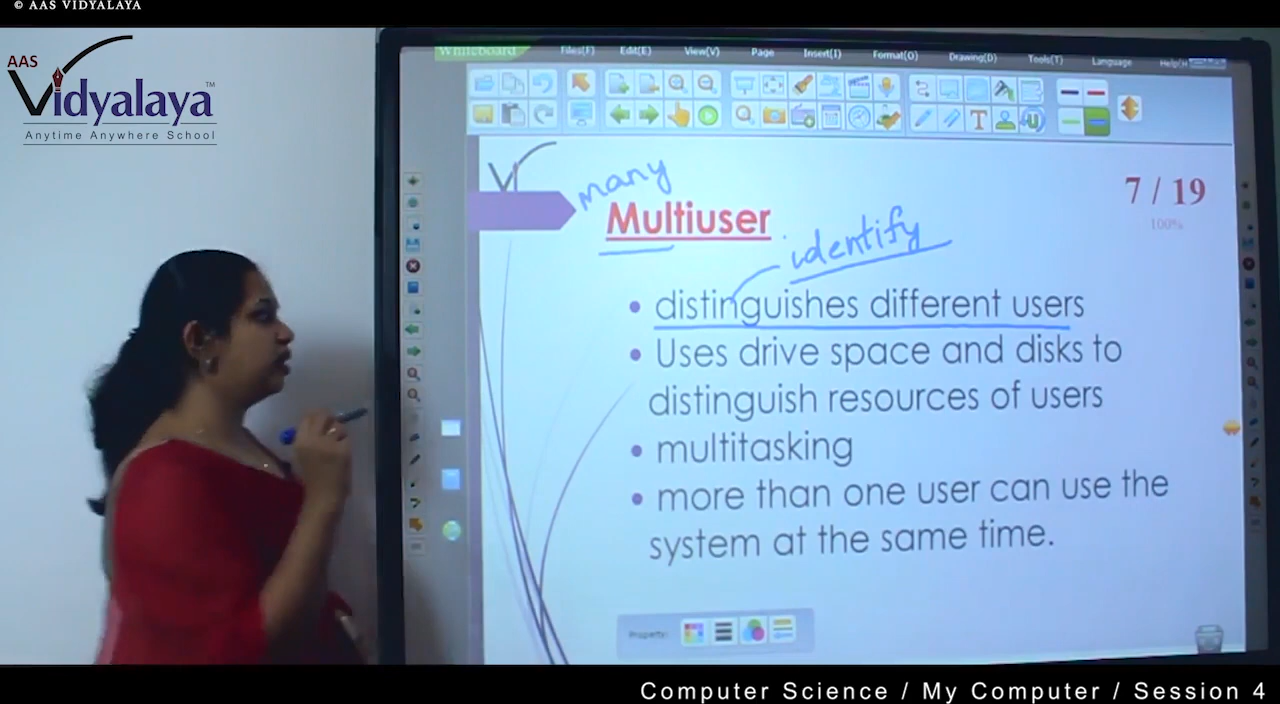 © AAS VIDYALAYA
AAS
Vidyalaya™
Anytime Anywhere School
Whiteboard Files(F) Edit(E) View(V) Page Insert(I) Format(O) Drawing(D) Tools(T) Language Help(H)
many
7 / 19
Multiuser
100%
identify
• distinguishes different users
• Uses drive space and disks to
distinguish resources of users
• multitasking
• more than one user can use the
system at the same time.
Computer Science / My Computer / Session 4